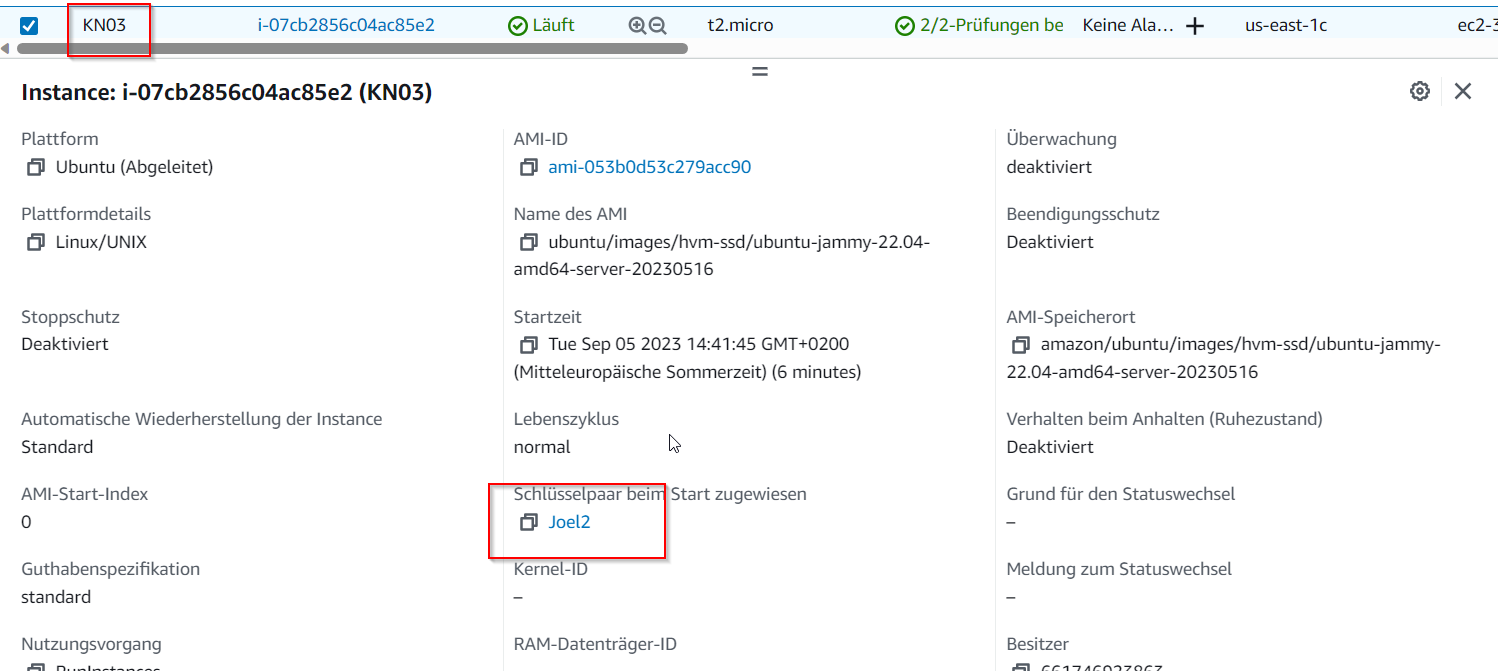 KN03 i-07cb2856c04ac85e2 Läuft t2.micro 2/2-Prüfungen be Keine Ala… us-east-1c ec2-3
Instance: i-07cb2856c04ac85e2 (KN03)
Plattform
Ubuntu (Abgeleitet)
AMI-ID
ami-053b0d53c279acc90
Überwachung
deaktiviert
Plattformdetails
Linux/UNIX
Name des AMI
ubuntu/images/hvm-ssd/ubuntu-jammy-22.04-
amd64-server-20230516
Beendigungsschutz
Deaktiviert
Stoppschutz
Deaktiviert
Startzeit
Tue Sep 05 2023 14:41:45 GMT+0200
(Mitteleuropäische Sommerzeit) (6 minutes)
AMI-Speicherort
amazon/ubuntu/images/hvm-ssd/ubuntu-jammy-
22.04-amd64-server-20230516
Automatische Wiederherstellung der Instance
Standard
Lebenszyklus
normal
Verhalten beim Anhalten (Ruhezustand)
Deaktiviert
AMI-Start-Index
0
Schlüsselpaar beim Start zugewiesen
Joel2
Grund für den Statuswechsel
–
Guthabenspezifikation
standard
Kernel-ID
–
Meldung zum Statuswechsel
–
Nutzungsvorgang
RunInstances
RAM-Datenträger-ID
Besitzer